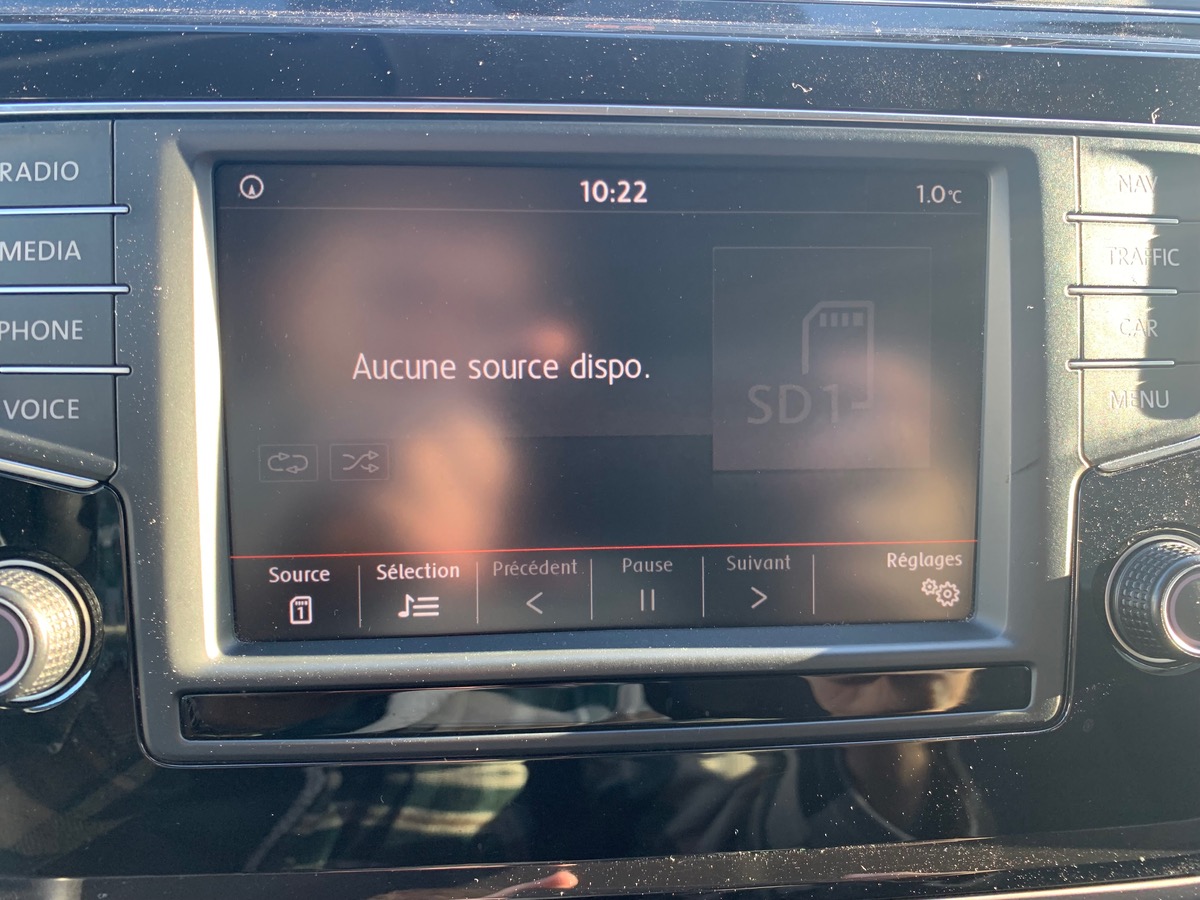 RADIO
MEDIA
PHONE
VOICE
10:22
1.0°C
Aucune source dispo.
SD1
Source
1
Sélection
Précédent
Pause
Suivant
Réglages
NAV
TRAFFIC
CAR
MENU